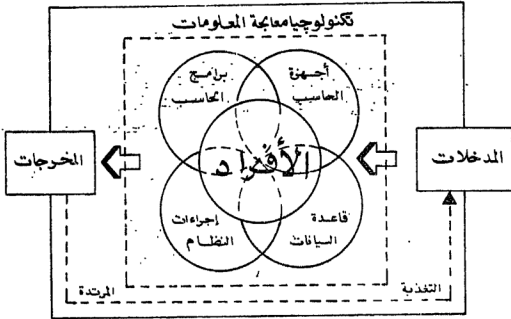 تكنولوجيا معالجة المعلومات
أجهزة
الحاسب
برامج
الحاسب
المدخلات
الأفراد
المخرجات
قاعدة
البيانات
إجراءات
النظام
التغذية
المرتدة